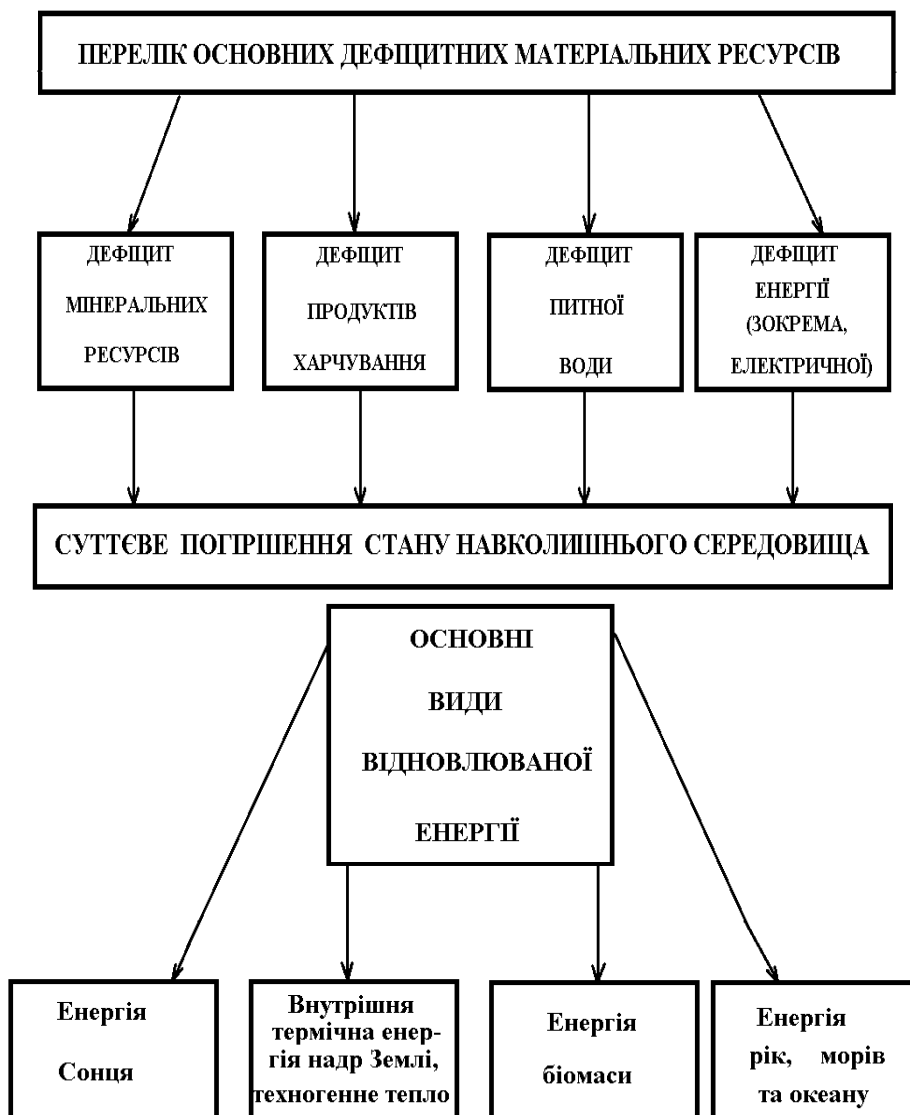 ПЕРЕЛІК ОСНОВНИХ ДЕФІЦИТНИХ МАТЕРІАЛЬНИХ РЕСУРСІВ
ДЕФІЦИТ
МІНЕРАЛЬНИХ
РЕСУРСІВ
ДЕФІЦИТ
ПРОДУКТІВ
ХАРЧУВАННЯ
ДЕФІЦИТ
ПИТНОЇ
ВОДИ
ДЕФІЦИТ
ЕНЕРГІЇ
(ЗОКРЕМА,
ЕЛЕКТРИЧНОЇ)
СУТТЄВЕ ПОГІРШЕННЯ СТАНУ НАВКОЛИШНЬОГО СЕРЕДОВИЩА
ОСНОВНІ
ВИДИ
ВІДНОВЛЮВАНОЇ
ЕНЕРГІЇ
Енергія
Сонця
Внутрішня
термічна енер-
гія надр Землі,
техногенне тепло
Енергія
біомаси
Енергія
рік, морів
та океану